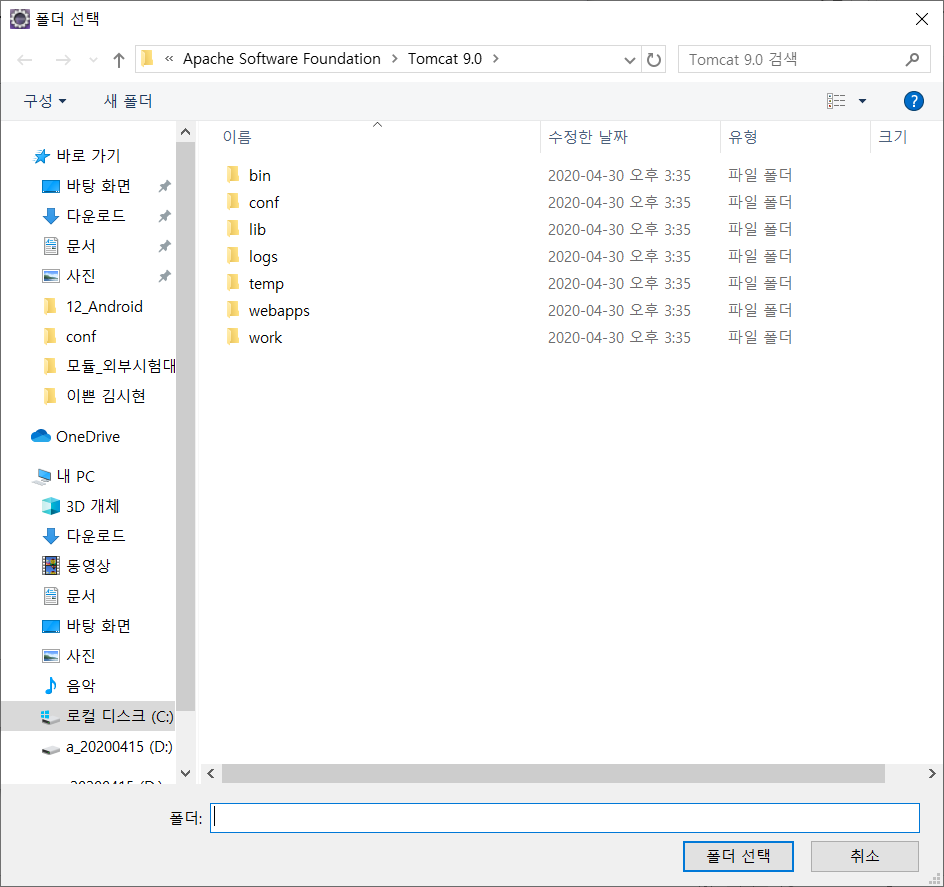 폴더 선택
« Apache Software Foundation > Tomcat 9.0 >
Tomcat 9.0 검색
구성
새 폴더
?
바로 가기
바탕 화면
다운로드
문서
사진
12_Android
conf
모듈_외부시험대
이쁜 김시현
OneDrive
내 PC
3D 개체
다운로드
동영상
문서
바탕 화면
사진
음악
로컬 디스크 (C:)
a_20200415 (D:)
이름 수정한 날짜 유형 크기
bin 2020-04-30 오후 3:35 파일 폴더
conf 2020-04-30 오후 3:35 파일 폴더
lib 2020-04-30 오후 3:35 파일 폴더
logs 2020-04-30 오후 3:35 파일 폴더
temp 2020-04-30 오후 3:35 파일 폴더
webapps 2020-04-30 오후 3:35 파일 폴더
work 2020-04-30 오후 3:35 파일 폴더
폴더:
폴더 선택
취소